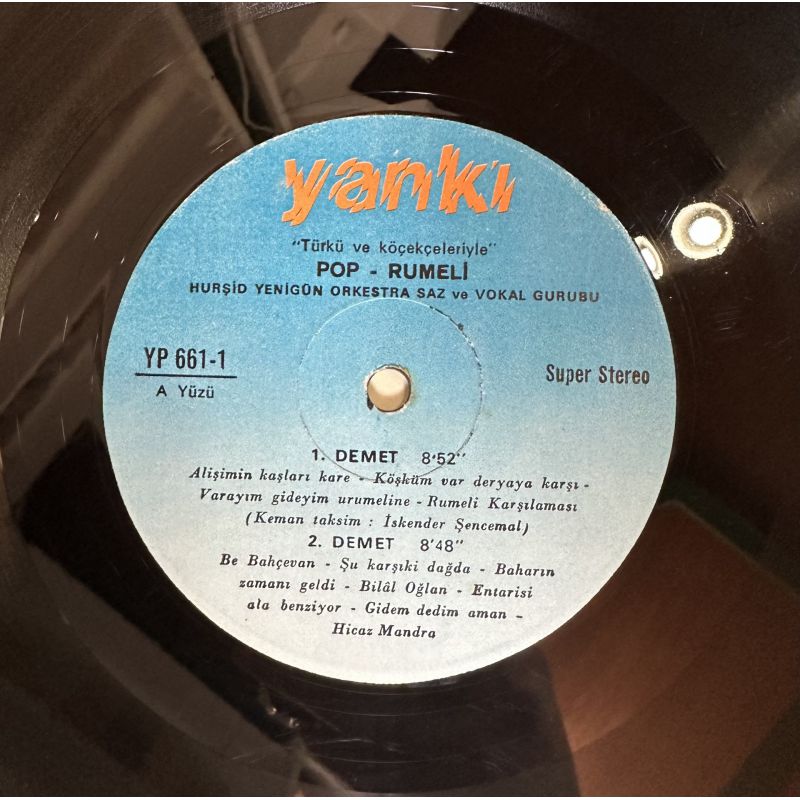 yankı
"Türkü ve köçekçeleriyle"
POP - RUMELİ
HURŞİD YENİGÜN ORKESTRA SAZ ve VOKAL GURUBU
YP 661-1
A Yüzü
Super Stereo
1. DEMET 8'52"
Alişimin kaşları kare - Köşküm var deryaya karşı -
Varayım gideyim urumeline - Rumeli Karşılaması
(Keman taksim : İskender Şencemal)
2. DEMET 8'48"
Be Bahçevan - Şu karşıki dağda - Baharın
zamanı geldi - Bilâl Oğlan - Entarisi
ala benziyor - Gidem dedim aman -
Hicaz Mandra